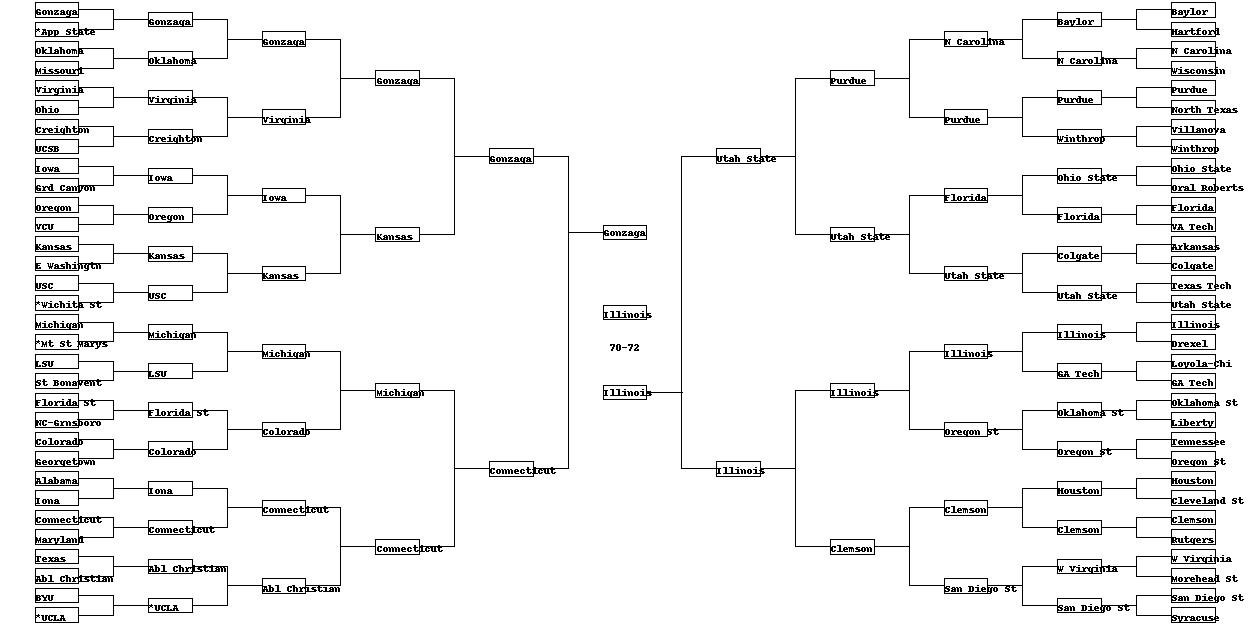 Gonzaga
*App State
Oklahoma
Missouri
Virginia
Ohio
Creighton
UCSB
Iowa
Grd Canyon
Oregon
VCU
Kansas
E Washingtn
USC
*Wichita St
Michigan
*Mt St Marys
LSU
St Bonavent
Florida St
NC-Grnsboro
Colorado
Georgetown
Alabama
Iona
Connecticut
Maryland
Texas
Abl Christian
BYU
*UCLA
Gonzaga
Oklahoma
Virginia
Creighton
Iowa
Oregon
Kansas
USC
Michigan
LSU
Florida St
Colorado
Iona
Connecticut
Abl Christian
*UCLA
Gonzaga
Virginia
Iowa
Kansas
Michigan
Colorado
Connecticut
Abl Christian
Gonzaga
Kansas
Michigan
Connecticut
Gonzaga
Connecticut
Gonzaga
Illinois
70-72
Illinois
Utah State
Illinois
Purdue
Utah State
Illinois
Clemson
N Carolina
Purdue
Florida
Utah State
Illinois
Oregon St
Clemson
San Diego St
Baylor
N Carolina
Purdue
Winthrop
Ohio State
Florida
Colgate
Utah State
Illinois
GA Tech
Oklahoma St
Oregon St
Houston
Clemson
W Virginia
San Diego St
Baylor
Hartford
N Carolina
Wisconsin
Purdue
North Texas
Villanova
Winthrop
Ohio State
Oral Roberts
Florida
VA Tech
Arkansas
Colgate
Texas Tech
Utah State
Illinois
Drexel
Loyola-Chi
GA Tech
Oklahoma St
Liberty
Tennessee
Oregon St
Houston
Cleveland St
Clemson
Rutgers
W Virginia
Morehead St
San Diego St
Syracuse